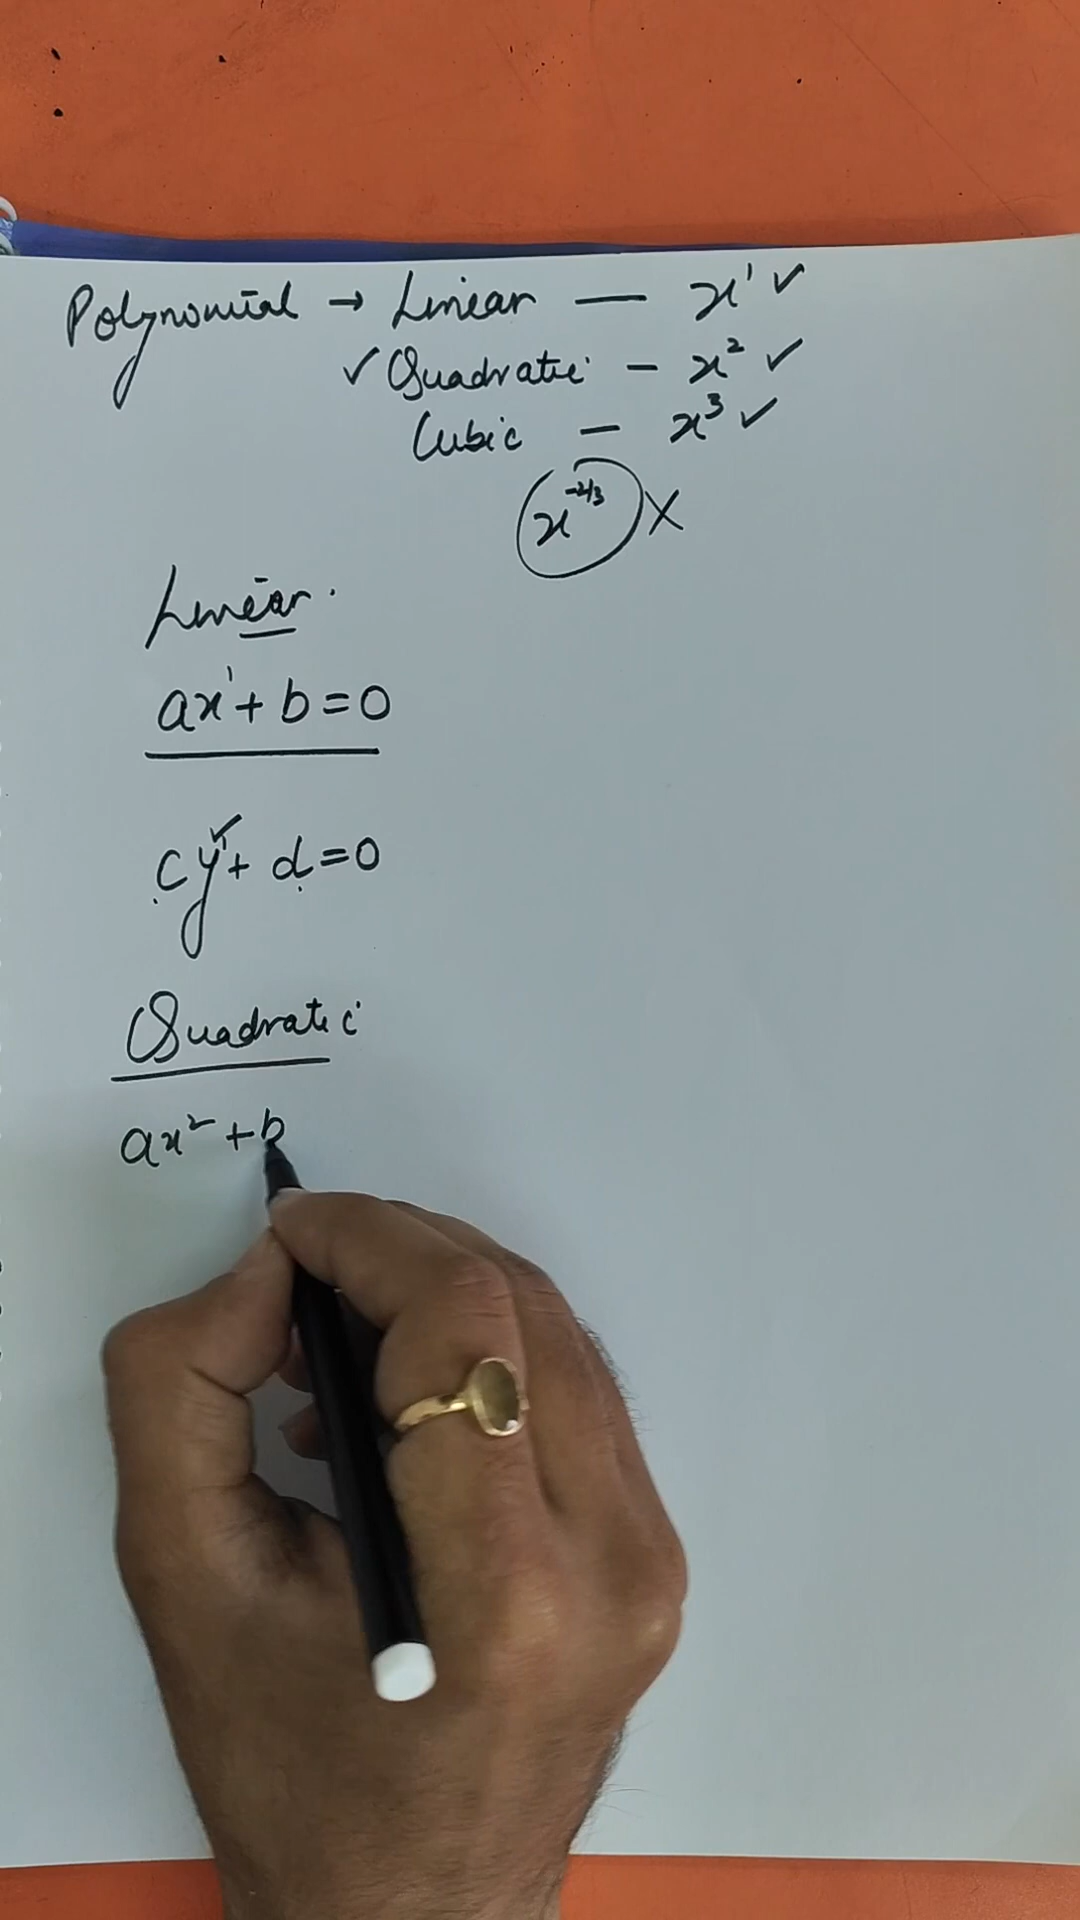 Polynomial → Linear — x¹ ✓
✓ Quadratic – x² ✓
Cubic – x³ ✓
x⁻²/³ X
Linear.
ax¹ + b = 0
cy¹ + d = 0
Quadratic
ax² + b